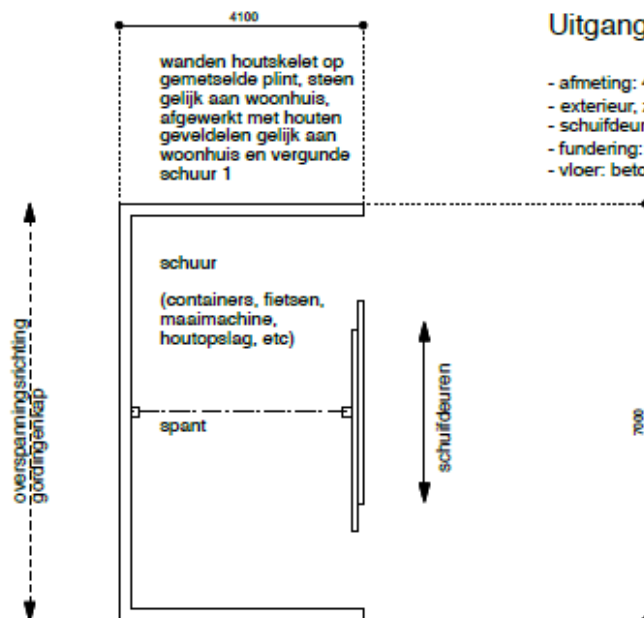 4100
Uitgang
wanden houtskelet op
gemetselde plint, steen
gelijk aan woonhuis,
afgewerkt met houten
geveldelen gelijk aan
woonhuis en vergunde
schuur 1
- afmeting:
- exterieur,
- schuifdeur
- fundering:
- vloer: beto
schuur
(containers, fietsen,
maaimachine,
houtopslag, etc)
spant
overspanningsrichting
gordingenkap
schuifdeuren
7000